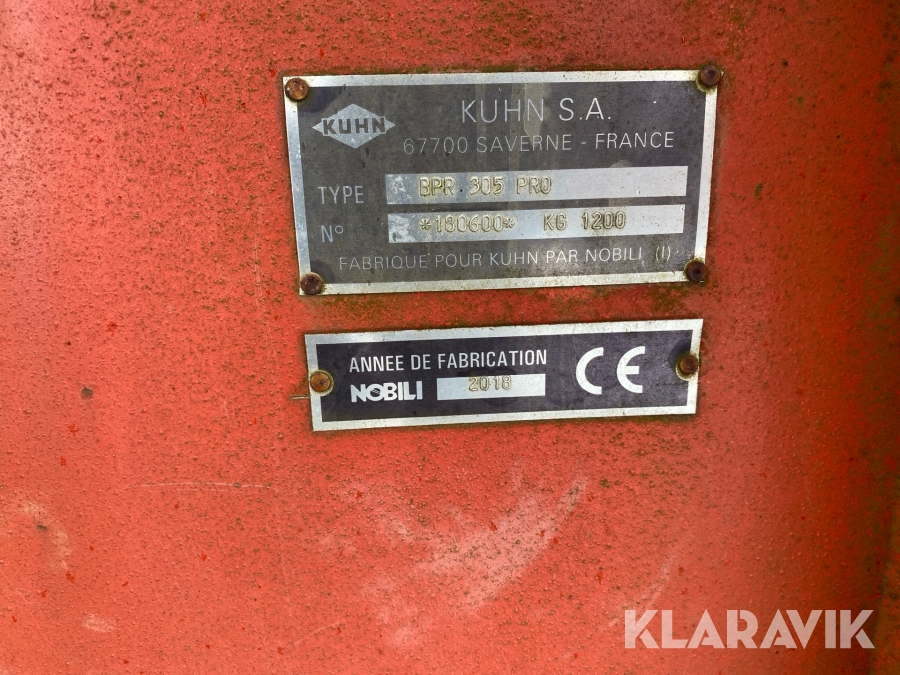 KUHN
KUHN S.A.
67700 SAVERNE - FRANCE
TYPE BPR 305 PRO
N° *180600* KG 1200
FABRIQUE POUR KUHN PAR NOBILI (I)
ANNEE DE FABRICATION
NOBILI 2018
CE
KLARAVIK